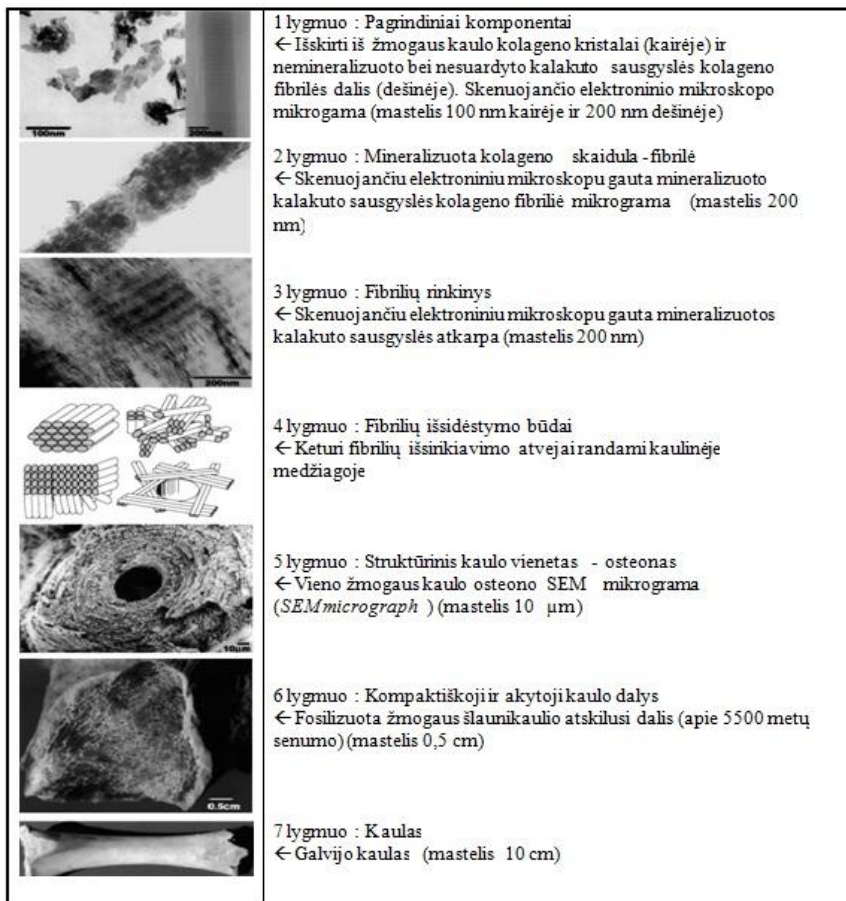 1 lygmuo : Pagrindiniai komponentai
← Išskirti iš žmogaus kaulo kolageno kristalai (kairėje) ir
nemineralizuoto bei nesuardyto kalakuto sausgyslės kolageno
fibrilės dalis (dešinėje). Skenuojančio elektroninio mikroskopo
mikrogama (mastelis 100 nm kairėje ir 200 nm dešinėje)
100nm
200nm
2 lygmuo : Mineralizuota kolageno skaidula -fibrilė
← Skenuojančiu elektroniniu mikroskopu gauta mineralizuoto
kalakuto sausgyslės kolageno fibriliė mikrograma (mastelis 200
nm)
3 lygmuo : Fibrilių rinkinys
← Skenuojančiu elektroniniu mikroskopu gauta mineralizuotos
kalakuto sausgyslės atkarpa (mastelis 200 nm)
200nm
4 lygmuo : Fibrilių išsidėstymo būdai
← Keturi fibrilių išsirikiavimo atvejai randami kaulinėje
medžiagoje
5 lygmuo : Struktūrinis kaulo vienetas - osteonas
← Vieno žmogaus kaulo osteono SEM mikrograma
(SEM micrograph ) (mastelis 10 µm)
10µm
6 lygmuo : Kompaktiškoji ir akytoji kaulo dalys
← Fosilizuota žmogaus šlaunikaulio atskilusi dalis (apie 5500 metų
senumo) (mastelis 0,5 cm)
0.5cm
7 lygmuo : Kaulas
← Galvijo kaulas (mastelis 10 cm)